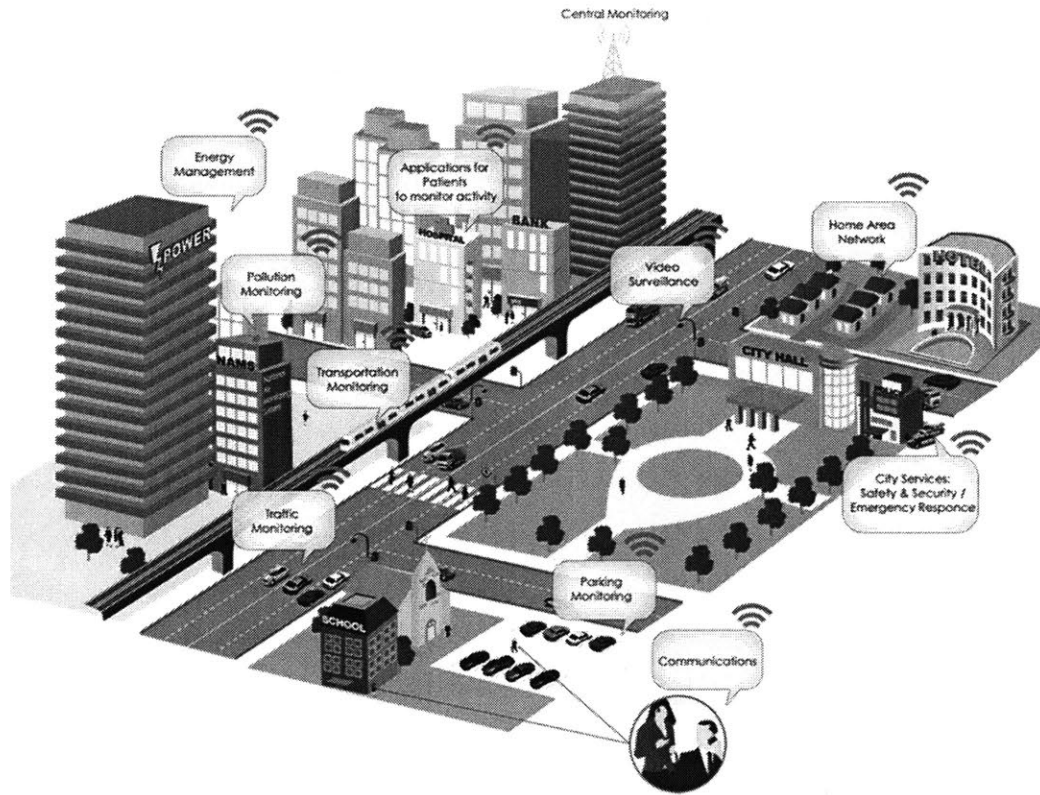 Central Monitoring
Energy
Management
Applications for
Patients
to monitor activity
Home Area
Network
POWER
HOSPITAL
BANK
HOTEL
Pollution
Monitoring
Video
Surveillance
CITY HALL
Transportation
Monitoring
City Services:
Safety & Security /
Emergency Responce
Traffic
Monitoring
Parking
Monitoring
SCHOOL
Communications